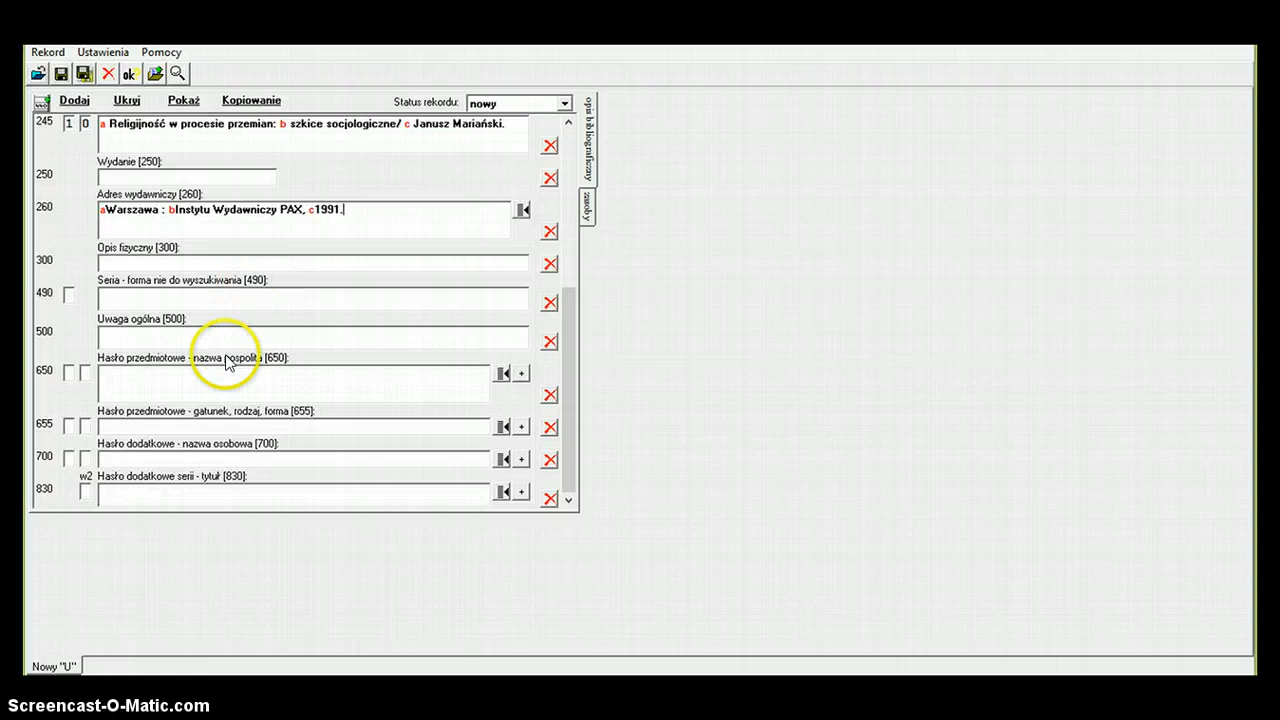 Rekord Ustawienia Pomocy
ok
Dodaj Ukryj Pokaż Kopiowanie Status rekordu: nowy
opis bibliograficzny
zasoby
245 1 0 a Religijność w procesie przemian: b szkice socjologiczne/ c Janusz Mariański.
Wydanie [250]:
250
Adres wydawniczy [260]:
260 aWarszawa : bInstytu Wydawniczy PAX, c1991.
Opis fizyczny [300]:
300
Seria - forma nie do wyszukiwania [490]:
490
Uwaga ogólna [500]:
500
Hasło przedmiotowe - nazwa pospolita [650]:
650 +
Hasło przedmiotowe - gatunek, rodzaj, forma [655]:
655 +
Hasło dodatkowe - nazwa osobowa [700]:
700 +
w2 Hasło dodatkowe serii - tytuł [830]:
830 +
Nowy "U"
Screencast-O-Matic.com